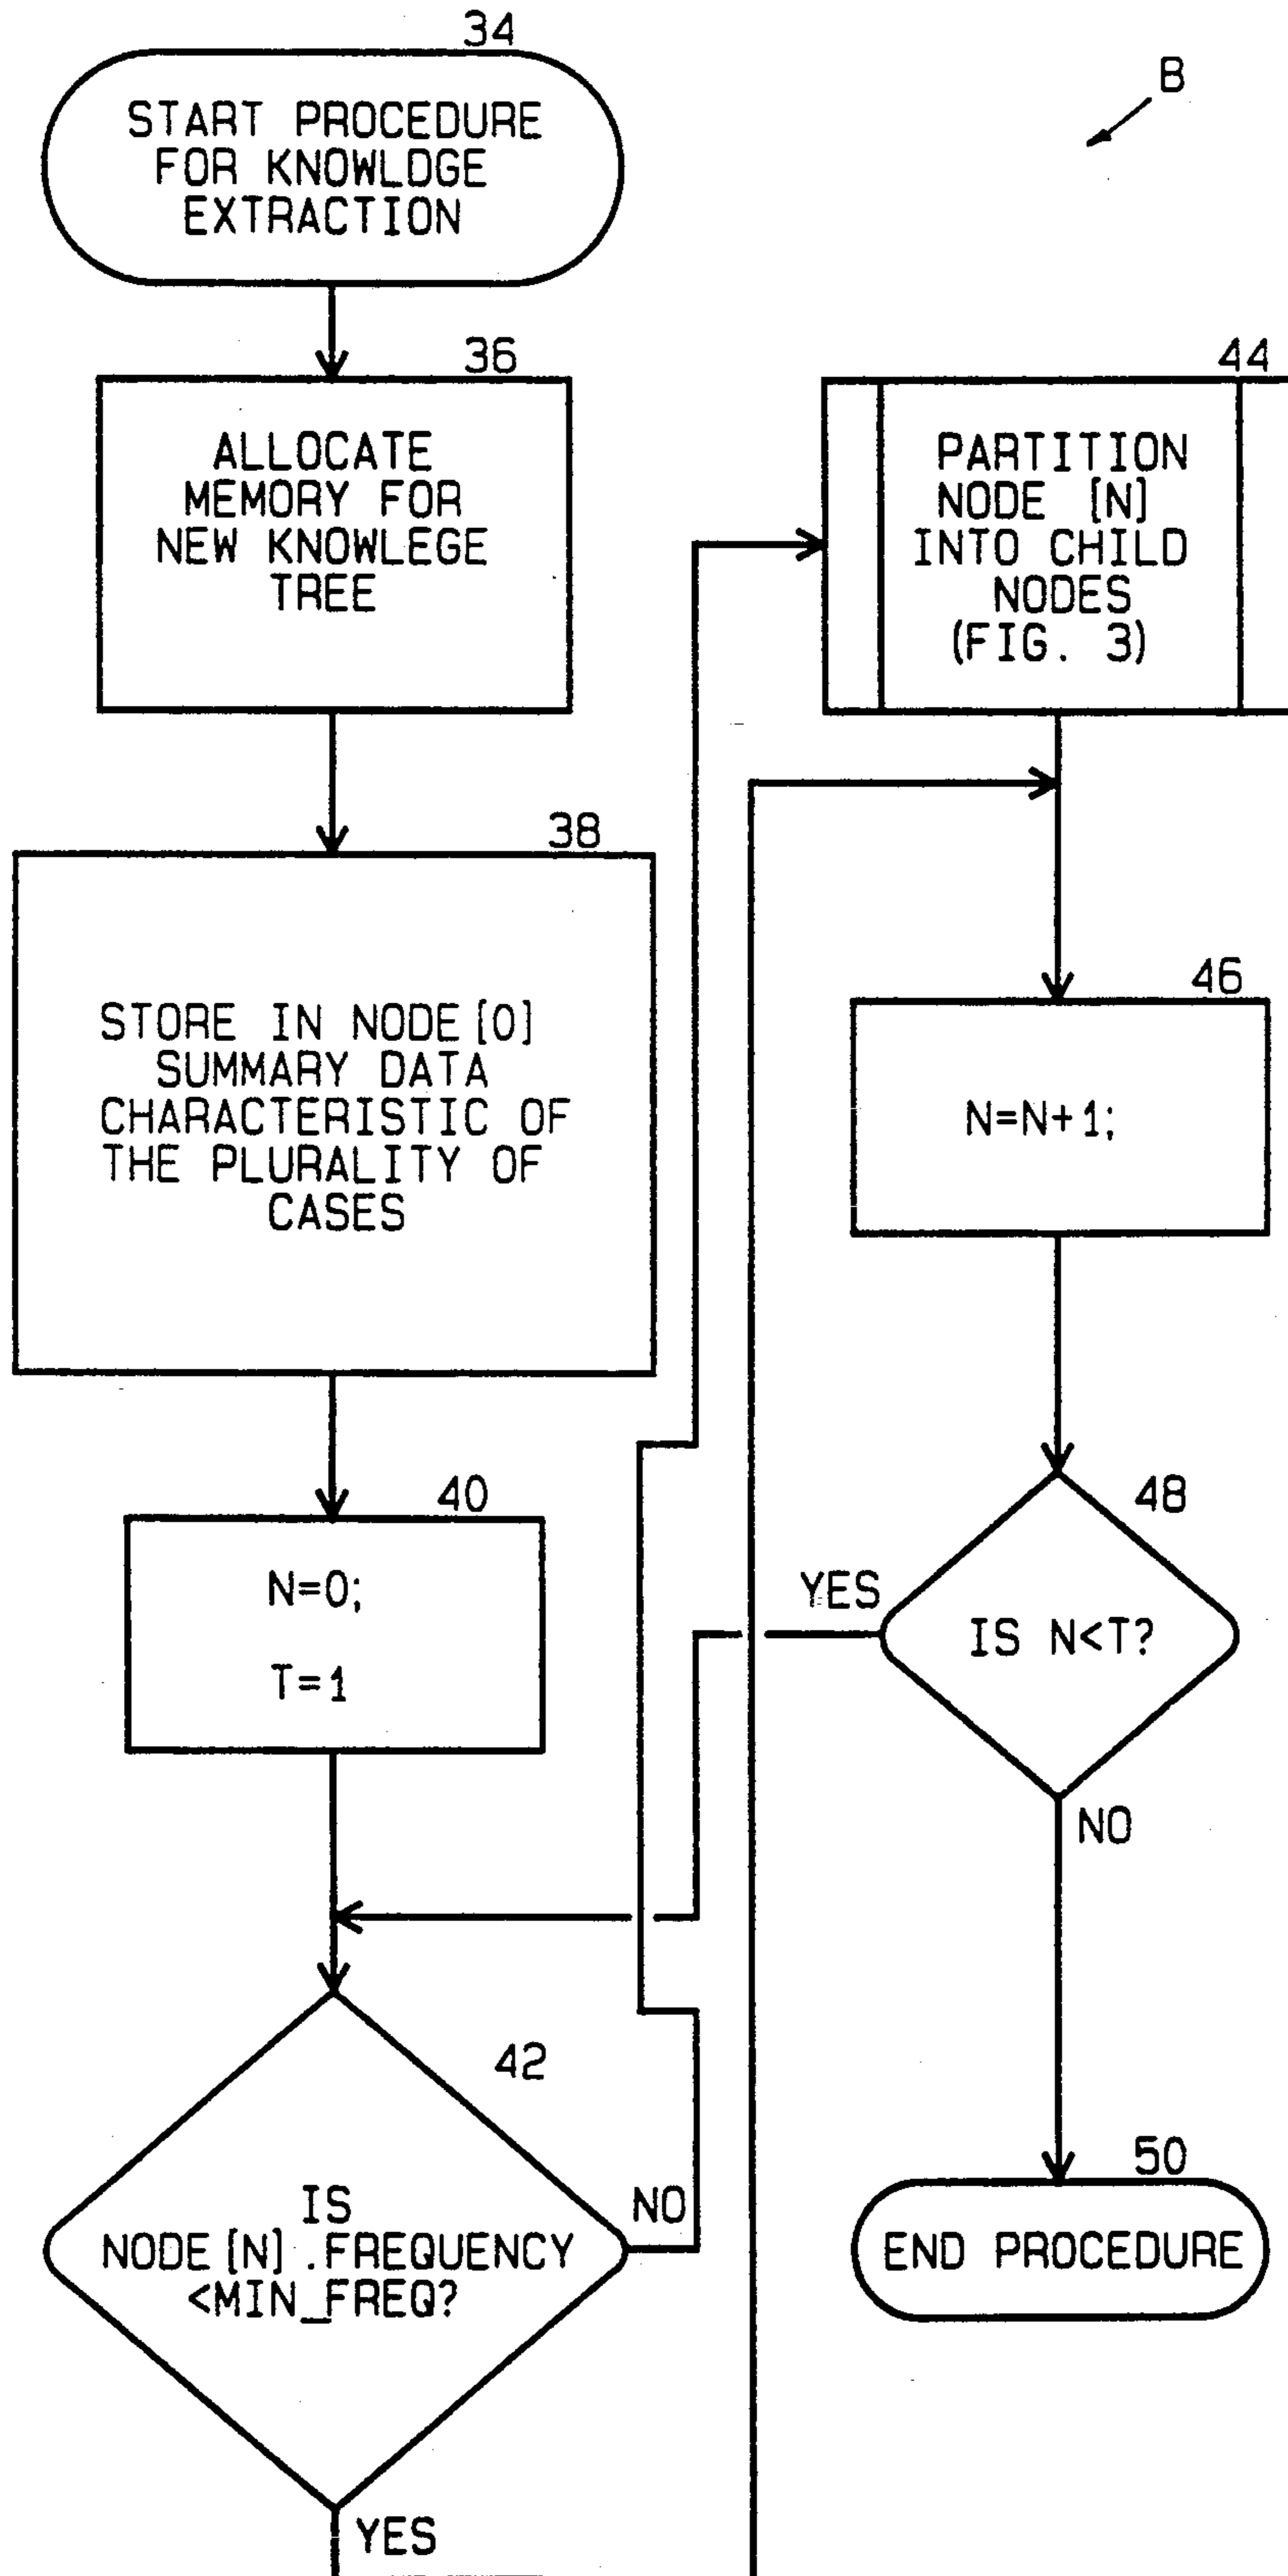 34
START PROCEDURE
FOR KNOWLDGE
EXTRACTION
B
36
ALLOCATE
MEMORY FOR
NEW KNOWLEGE
TREE
38
STORE IN NODE[0]
SUMMARY DATA
CHARACTERISTIC OF
THE PLURALITY OF
CASES
40
N=0;
T=1
42
IS
NODE[N].FREQUENCY
<MIN_FREQ?
NO
YES
44
PARTITION
NODE [N]
INTO CHILD
NODES
(FIG. 3)
46
N=N+1;
48
IS N<T?
YES
NO
50
END PROCEDURE